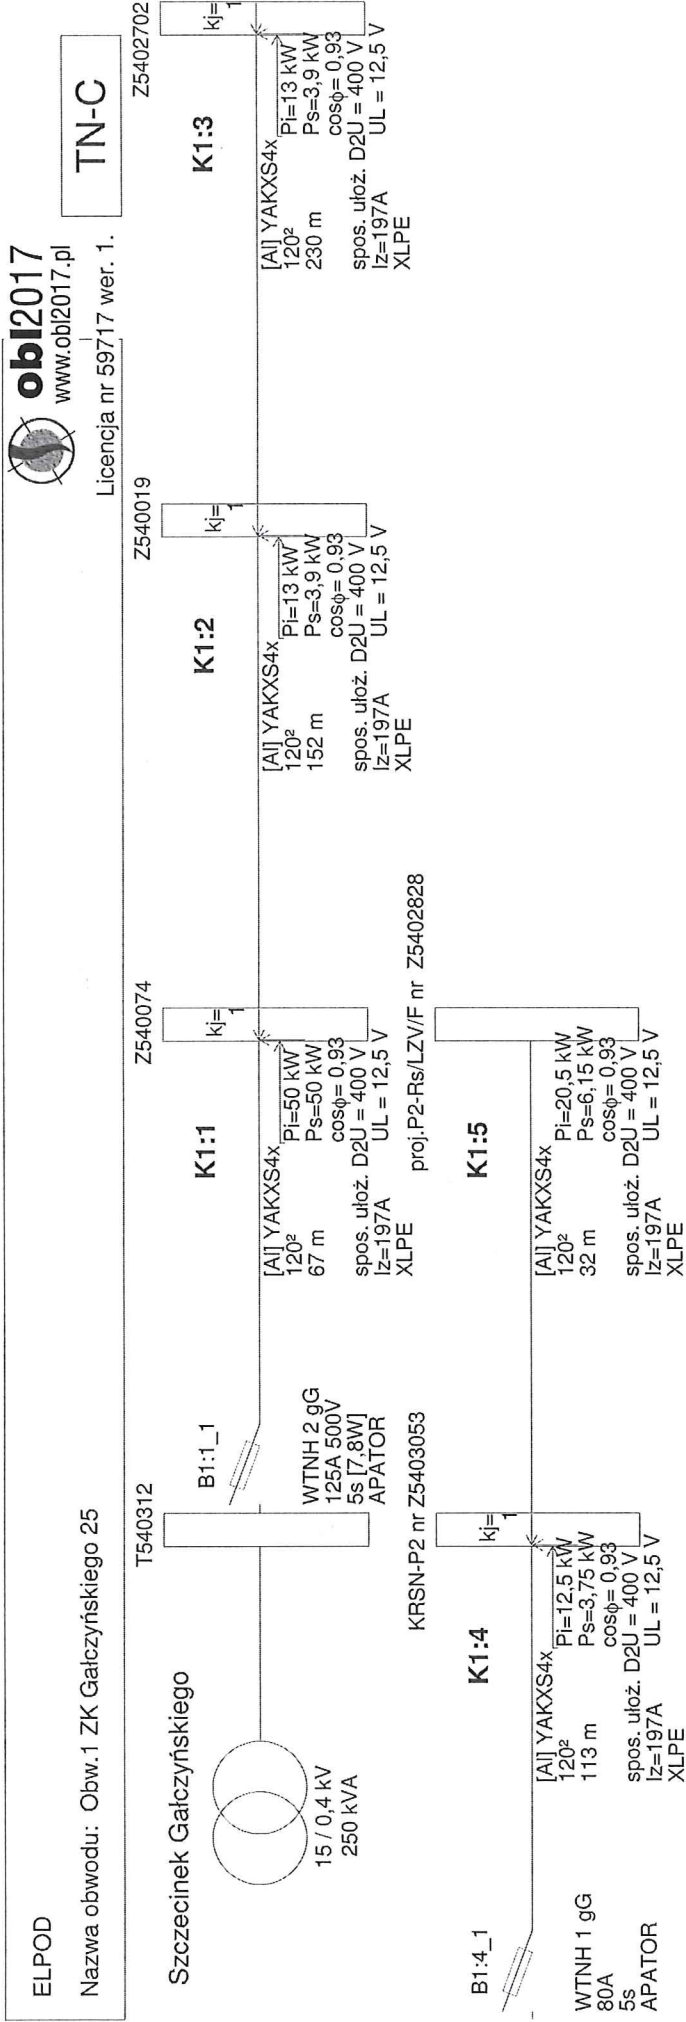 ELPOD
Nazwa obwodu: Obw.1 ZK Gałczyńskiego 25
obl2017
www.obl2017.pl
Licencja nr 59717 wer. 1.
TN-C
Szczecinek Gałczyńskiego
15 / 0,4 kV
250 kVA
T540312
B1:1_1
WTNH 2 gG
125A 500V
5s [7,8W]
APATOR
Z540074
kj=
1
K1:1
[Al] YAKXS4x
120²
67 m
Pi=50 kW
Ps=50 kW
cosϕ= 0,93
spos. ułoż. D2U = 400 V
Iz=197A
UL = 12,5 V
XLPE
Z540019
kj=
1
K1:2
[Al] YAKXS4x
120²
152 m
Pi=13 kW
Ps=3,9 kW
cosϕ= 0,93
spos. ułoż. D2U = 400 V
Iz=197A
UL = 12,5 V
XLPE
Z5402702
kj=
1
K1:3
[Al] YAKXS4x
120²
230 m
Pi=13 kW
Ps=3,9 kW
cosϕ= 0,93
spos. ułoż. D2U = 400 V
Iz=197A
UL = 12,5 V
XLPE
B1:4_1
WTNH 1 gG
80A
5s
APATOR
KRSN-P2 nr Z5403053
kj=
1
K1:4
[Al] YAKXS4x
120²
113 m
Pi=12,5 kW
Ps=3,75 kW
cosϕ= 0,93
spos. ułoż. D2U = 400 V
Iz=197A
UL = 12,5 V
XLPE
proj.P2-Rs/LZV/F nr Z5402828
K1:5
[Al] YAKXS4x
120²
32 m
Pi=20,5 kW
Ps=6,15 kW
cosϕ= 0,93
spos. ułoż. D2U = 400 V
Iz=197A
UL = 12,5 V
XLPE